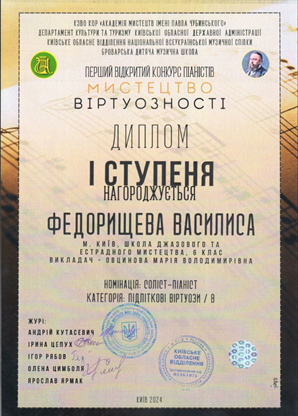 КЗВО КОР «АКАДЕМІЯ МИСТЕЦТВ ІМЕНІ ПАВЛА ЧУБИНСЬКОГО»
ДЕПАРТАМЕНТ КУЛЬТУРИ ТА ТУРИЗМУ КИЇВСЬКОЇ ОБЛАСНОЇ ДЕРЖАВНОЇ АДМІНІСТРАЦІЇ
КИЇВСЬКЕ ОБЛАСНЕ ВІДДІЛЕННЯ НАЦІОНАЛЬНОЇ ВСЕУКРАЇНСЬКОЇ МУЗИЧНОЇ СПІЛКИ
БРОВАРСЬКА ДИТЯЧА МУЗИЧНА ШКОЛА
ПЕРШИЙ ВІДКРИТИЙ КОНКУРС ПІАНІСТІВ
МИСТЕЦТВО
ВІРТУОЗНОСТІ
ДИПЛОМ
І СТУПЕНЯ
НАГОРОДЖУЄТЬСЯ
ФЕДОРИЩЕВА ВАСИЛИСА
М. КИЇВ, ШКОЛА ДЖАЗОВОГО ТА
ЕСТРАДНОГО МИСТЕЦТВА, 6 КЛАС
ВИКЛАДАЧ - ОВЦИНОВА МАРІЯ ВОЛОДИМИРІВНА
НОМІНАЦІЯ: СОЛІСТ-ПІАНІСТ
КАТЕГОРІЯ: ПІДЛІТКОВІ ВІРТУОЗИ / В
ЖУРІ:
АНДРІЙ КУТАСЕВИЧ
ІРИНА ЦЕПУХ
ІГОР РЯБОВ
ОЛЕНА ЦИМБОЛЯ
ЯРОСЛАВ ЯРМАК
КИЇВСЬКЕ
ОБЛАСНЕ
ВІДДІЛЕННЯ
КИЇВ 2024